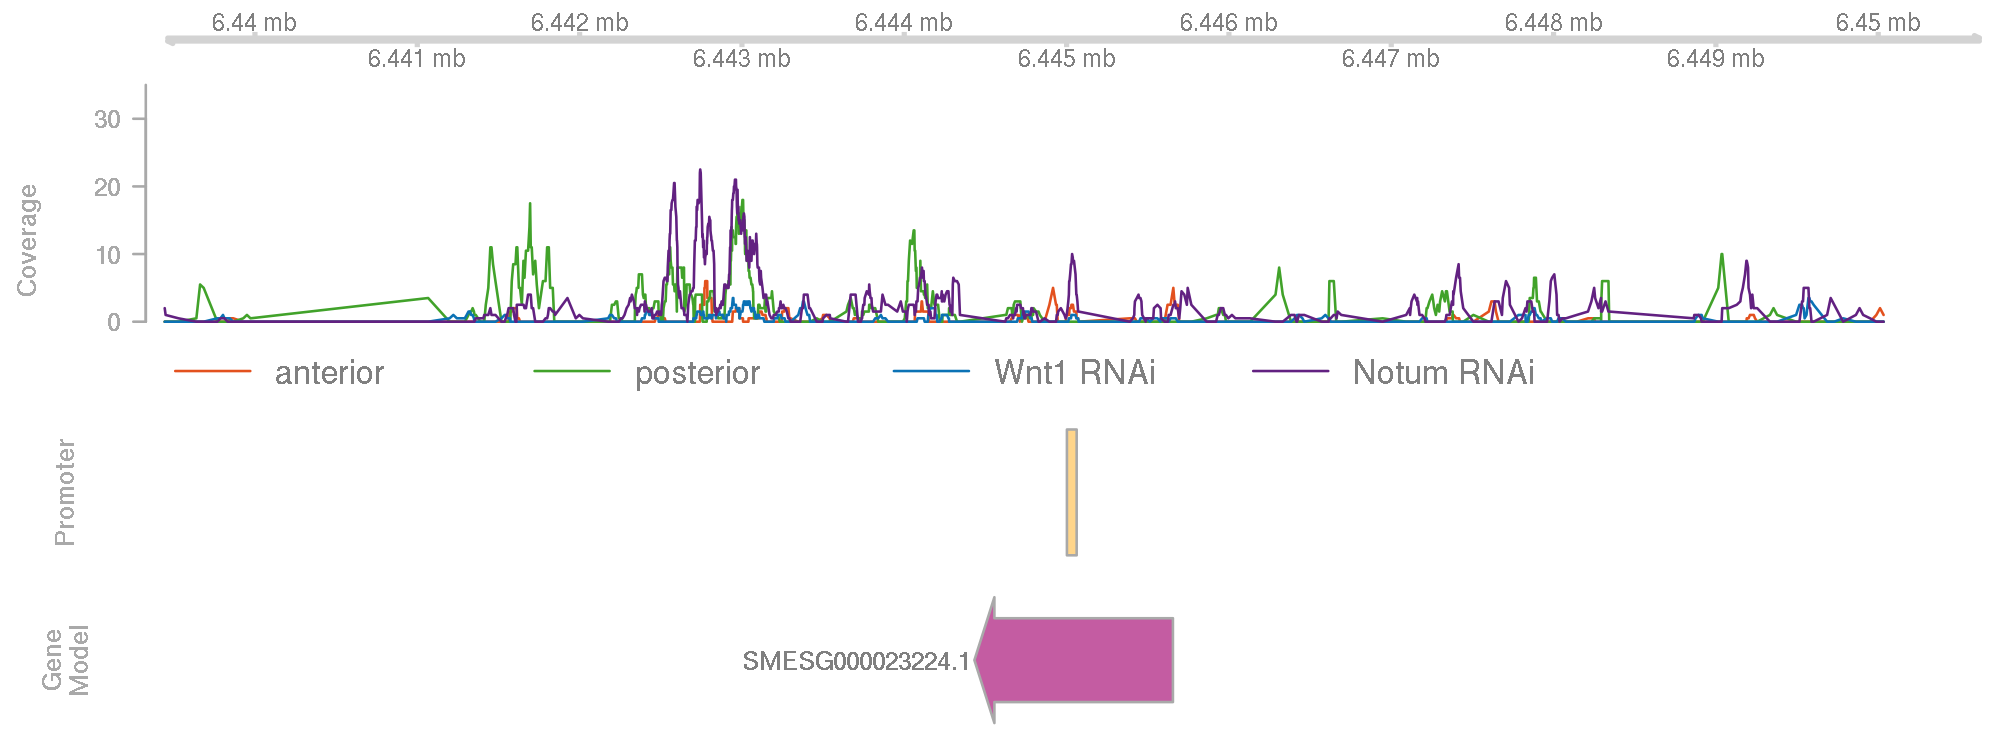 6.44 mb 6.442 mb 6.444 mb 6.446 mb 6.448 mb 6.45 mb
6.441 mb 6.443 mb 6.445 mb 6.447 mb 6.449 mb
Coverage
30
20
10
0
anterior posterior Wnt1 RNAi Notum RNAi
Promoter
0
Gene
Model
SMESG000023224.1